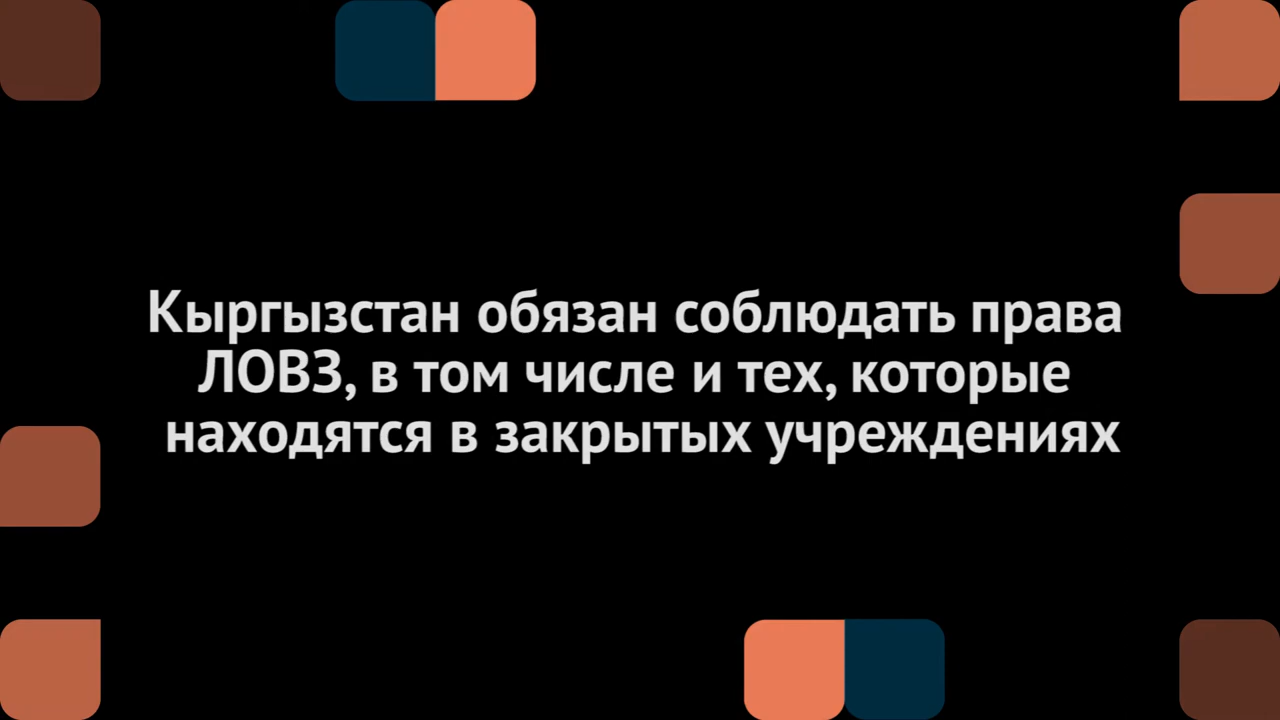 Кыргызстан обязан соблюдать права
ЛОВЗ, в том числе и тех, которые
находятся в закрытых учреждениях